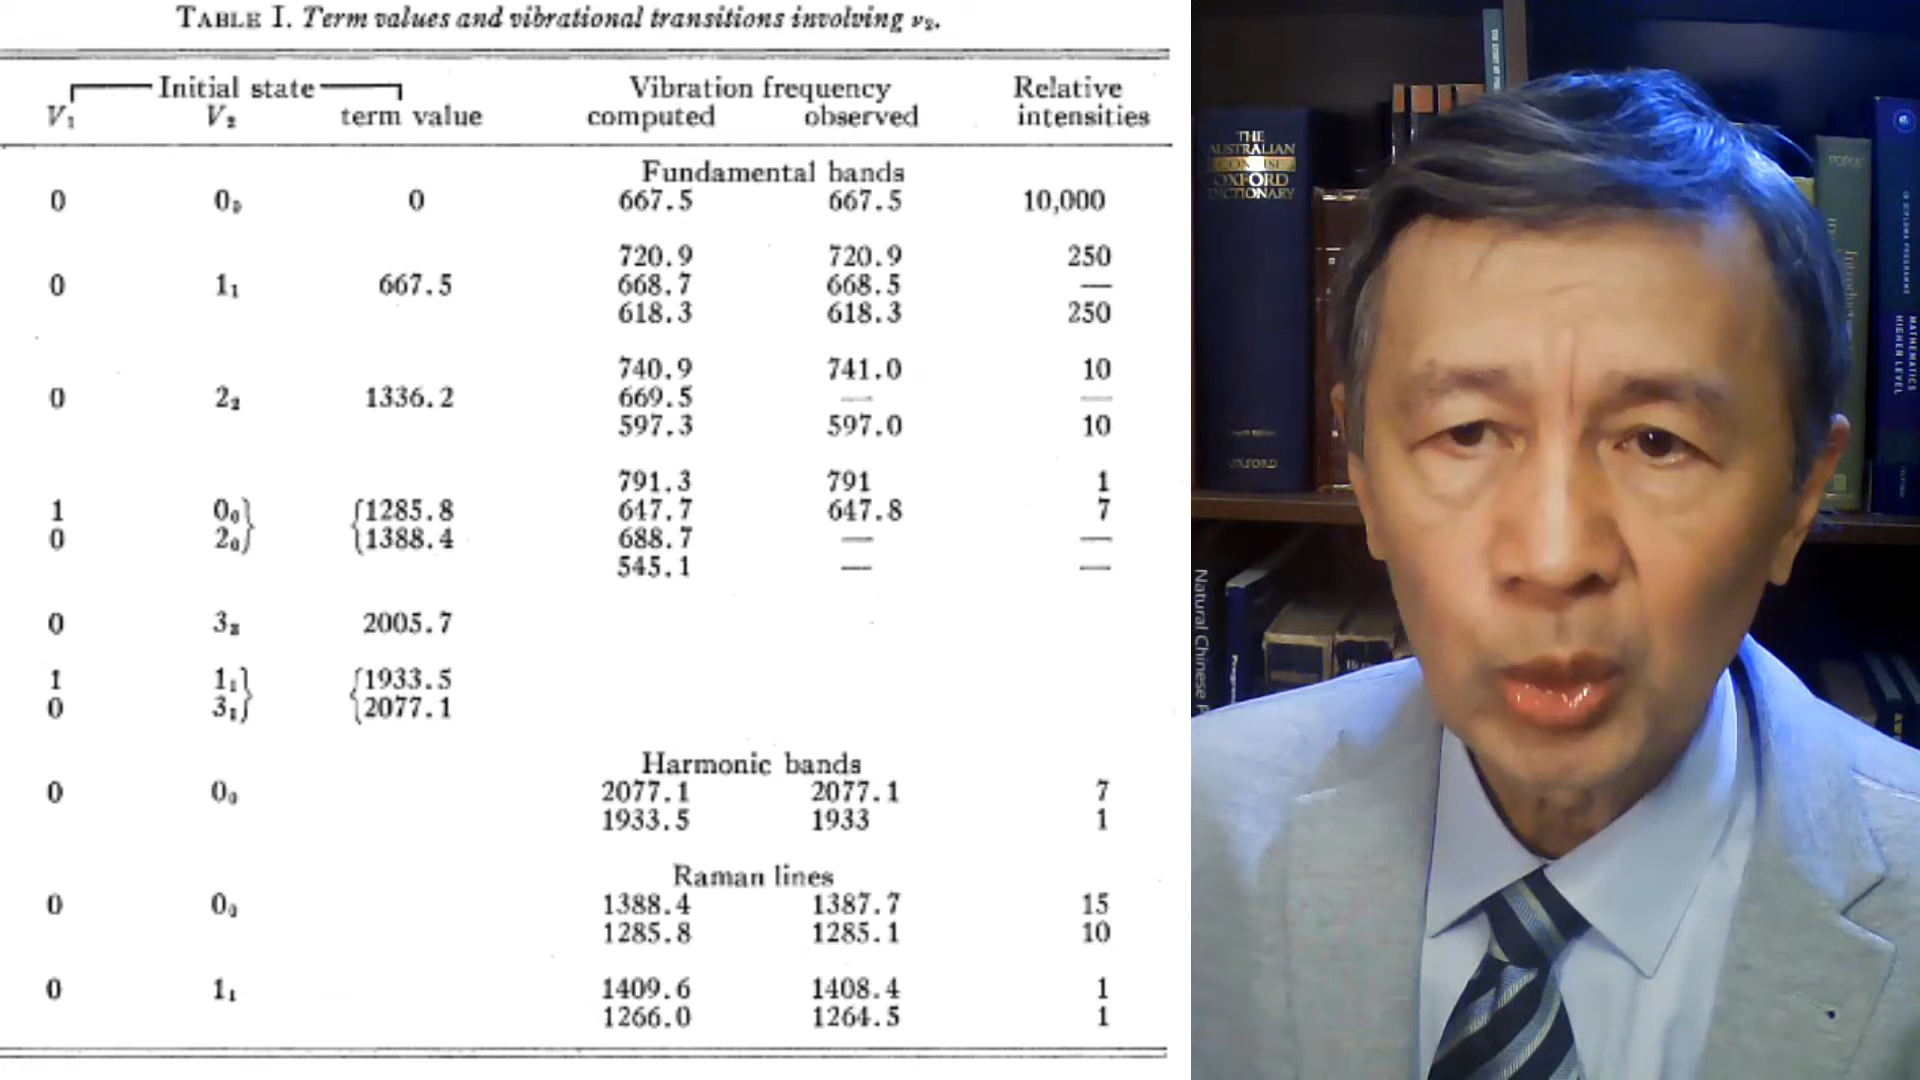 TABLE I. Term values and vibrational transitions involving ν₂.
Initial state Vibration frequency Relative
V₁ V₂ term value computed observed intensities
Fundamental bands
0 0₀ 0 667.5 667.5 10,000
720.9 720.9 250
0 1₁ 667.5 668.7 668.5 —
618.3 618.3 250
740.9 741.0 10
0 2₂ 1336.2 669.5 — —
597.3 597.0 10
791.3 791 1
1 0₀ 1285.8 647.7 647.8 7
0 2₀ 1388.4 688.7 — —
545.1 — —
0 3₃ 2005.7
1 1₁ 1933.5
0 3₁ 2077.1
Harmonic bands
0 0₀ 2077.1 2077.1 7
1933.5 1933 1
Raman lines
0 0₀ 1388.4 1387.7 15
1285.8 1285.1 10
0 1₁ 1409.6 1408.4 1
1266.0 1264.5 1
THE
AUSTRALIAN
CONCISE
OXFORD
DICTIONARY
OXFORD
Natural Chinese
MATHEMATICS
HIGHER LEVEL
IB DIPLOMA PROGRAMME